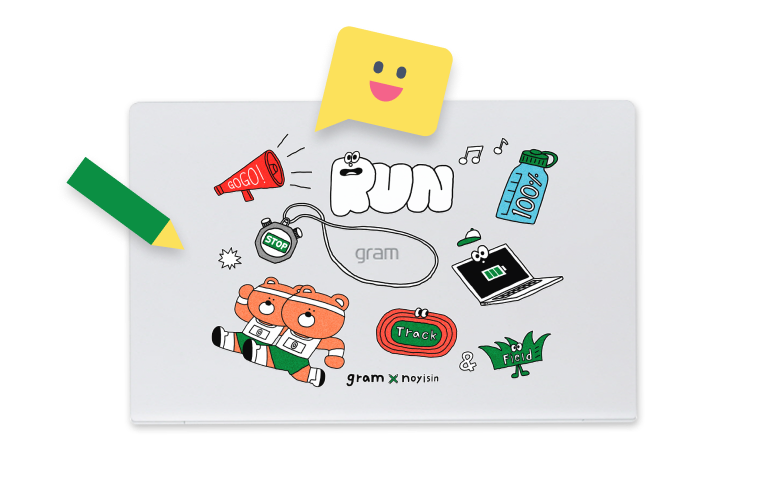 GOGO!
RUN
100%
STOP
gram
Track
&
Field
gram x noyisin